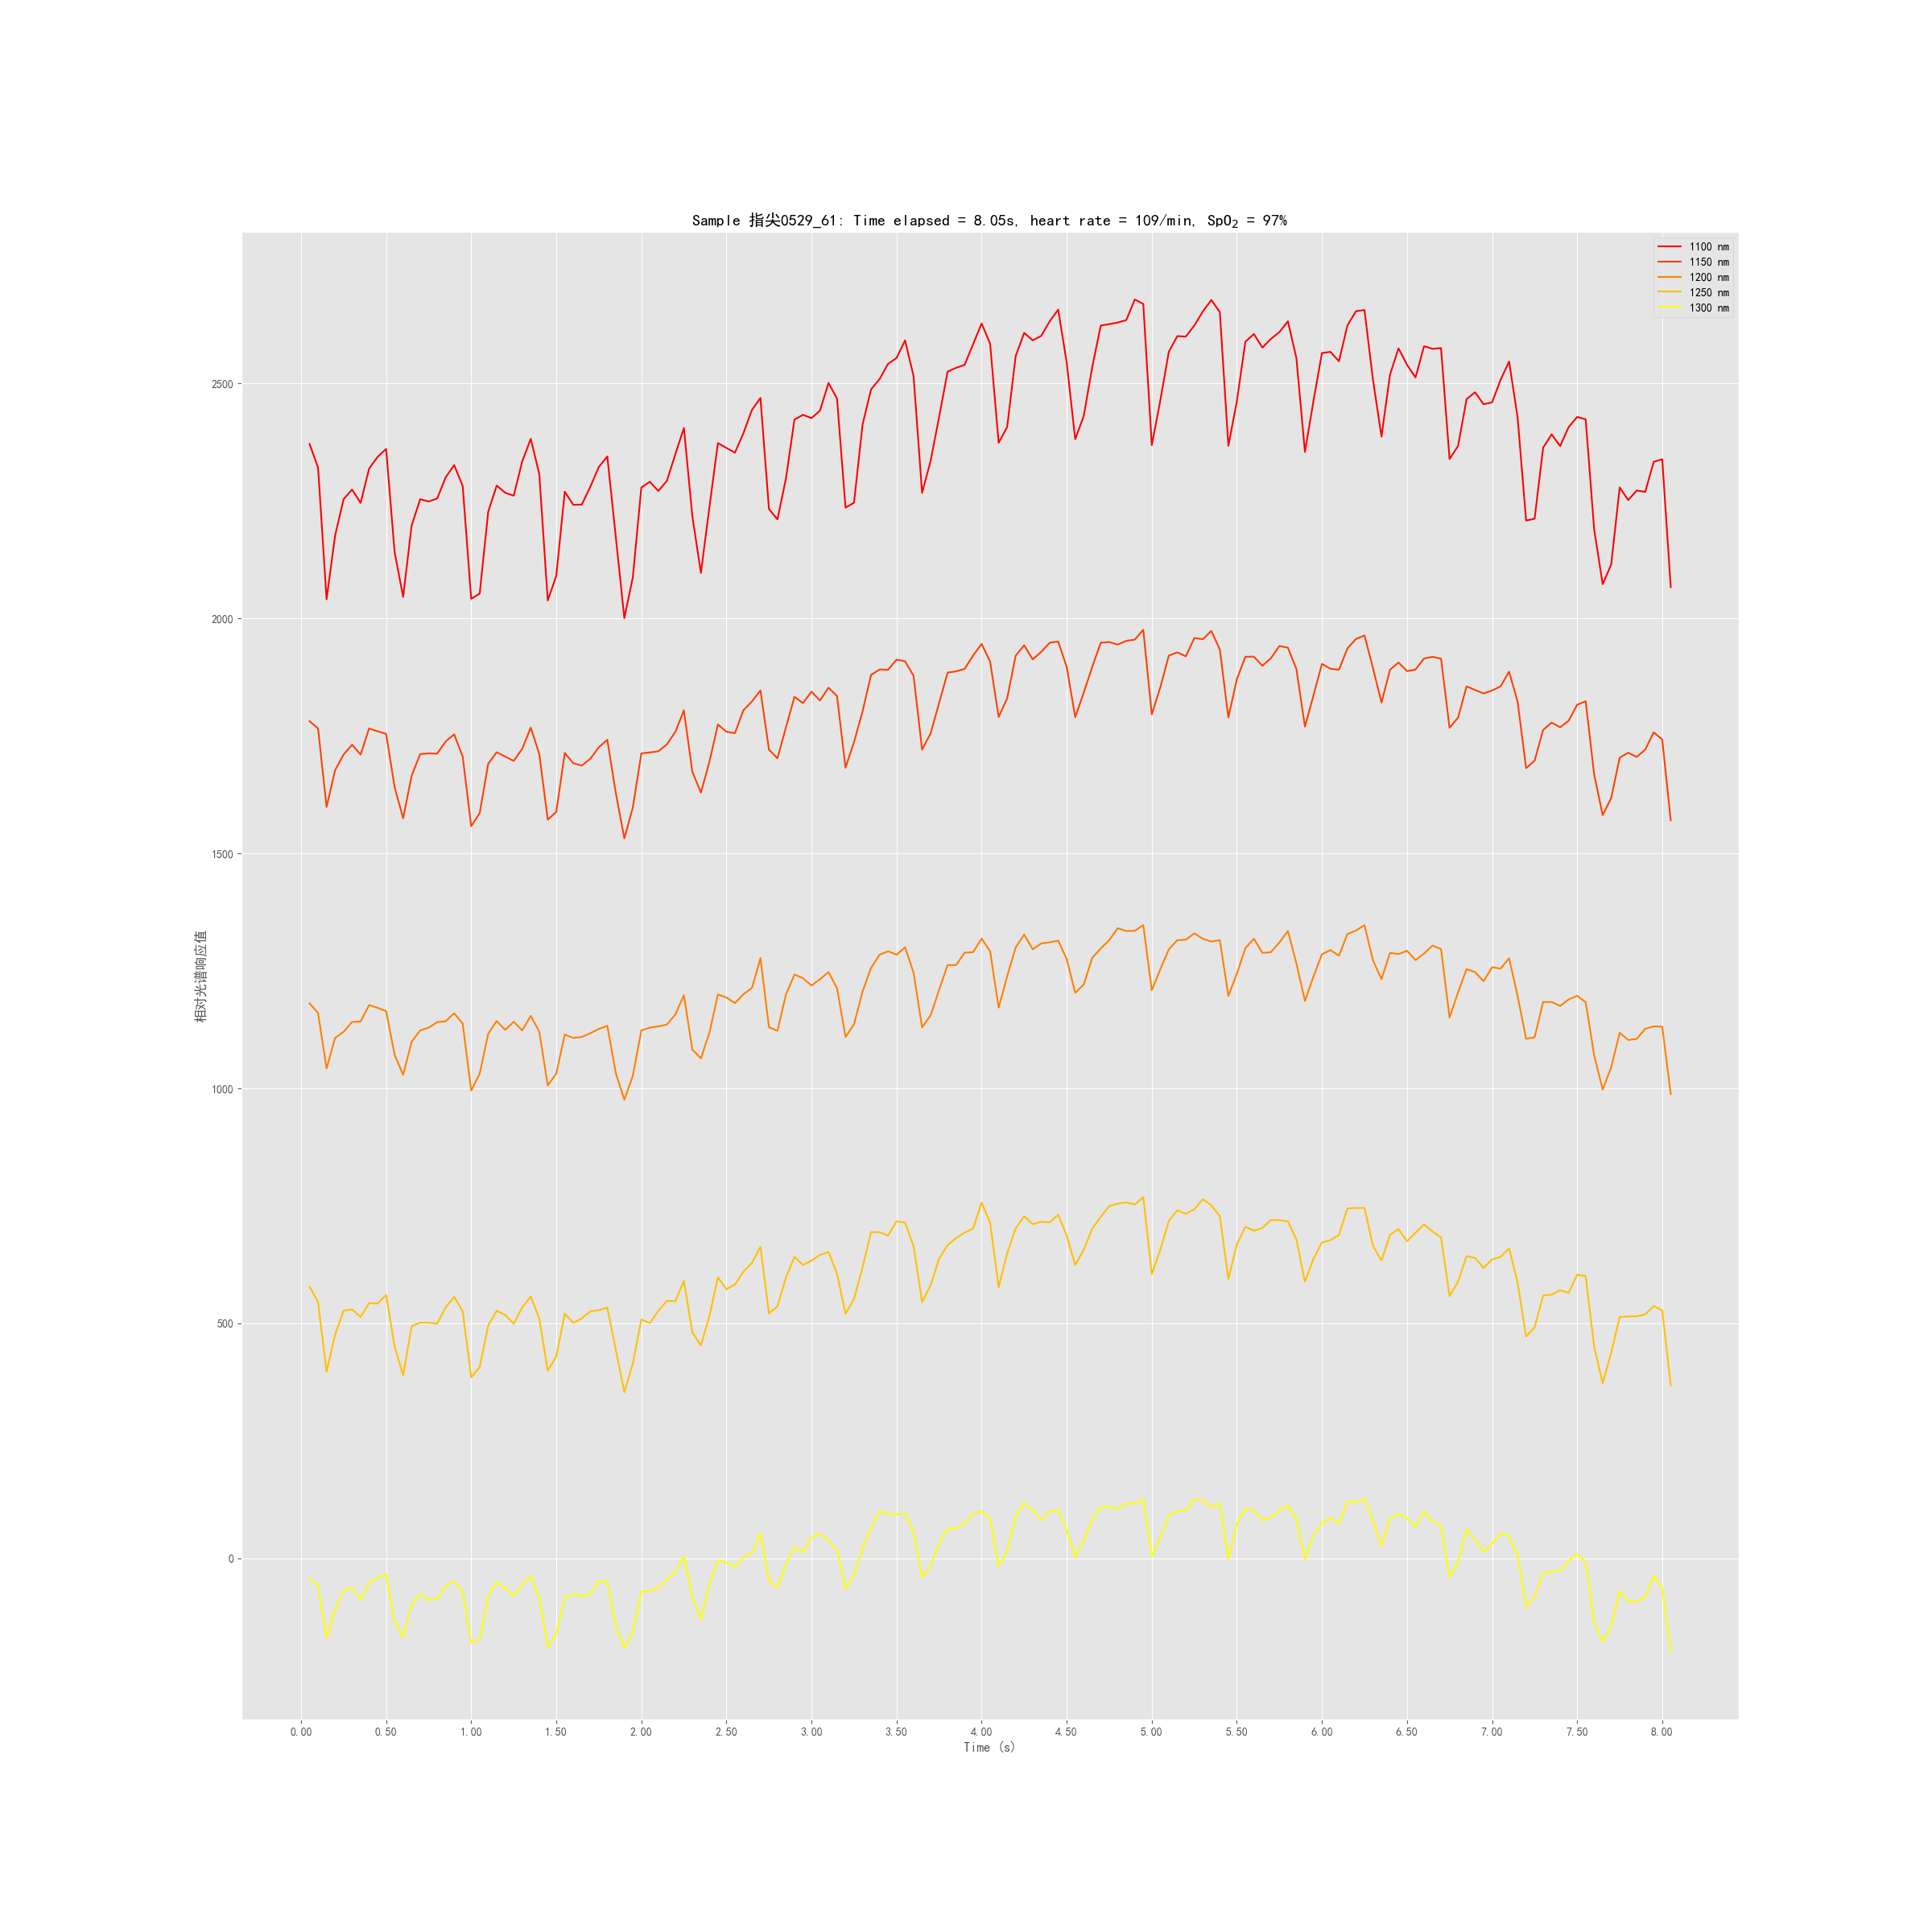 Sample 指尖0529_61: Time elapsed = 8.05s, heart rate = 109/min, SpO₂ = 97%
1100 nm
1150 nm
1200 nm
1250 nm
1300 nm
2500
2000
1500
1000
500
0
相对光谱响应值
0.00 0.50 1.00 1.50 2.00 2.50 3.00 3.50 4.00 4.50 5.00 5.50 6.00 6.50 7.00 7.50 8.00
Time (s)